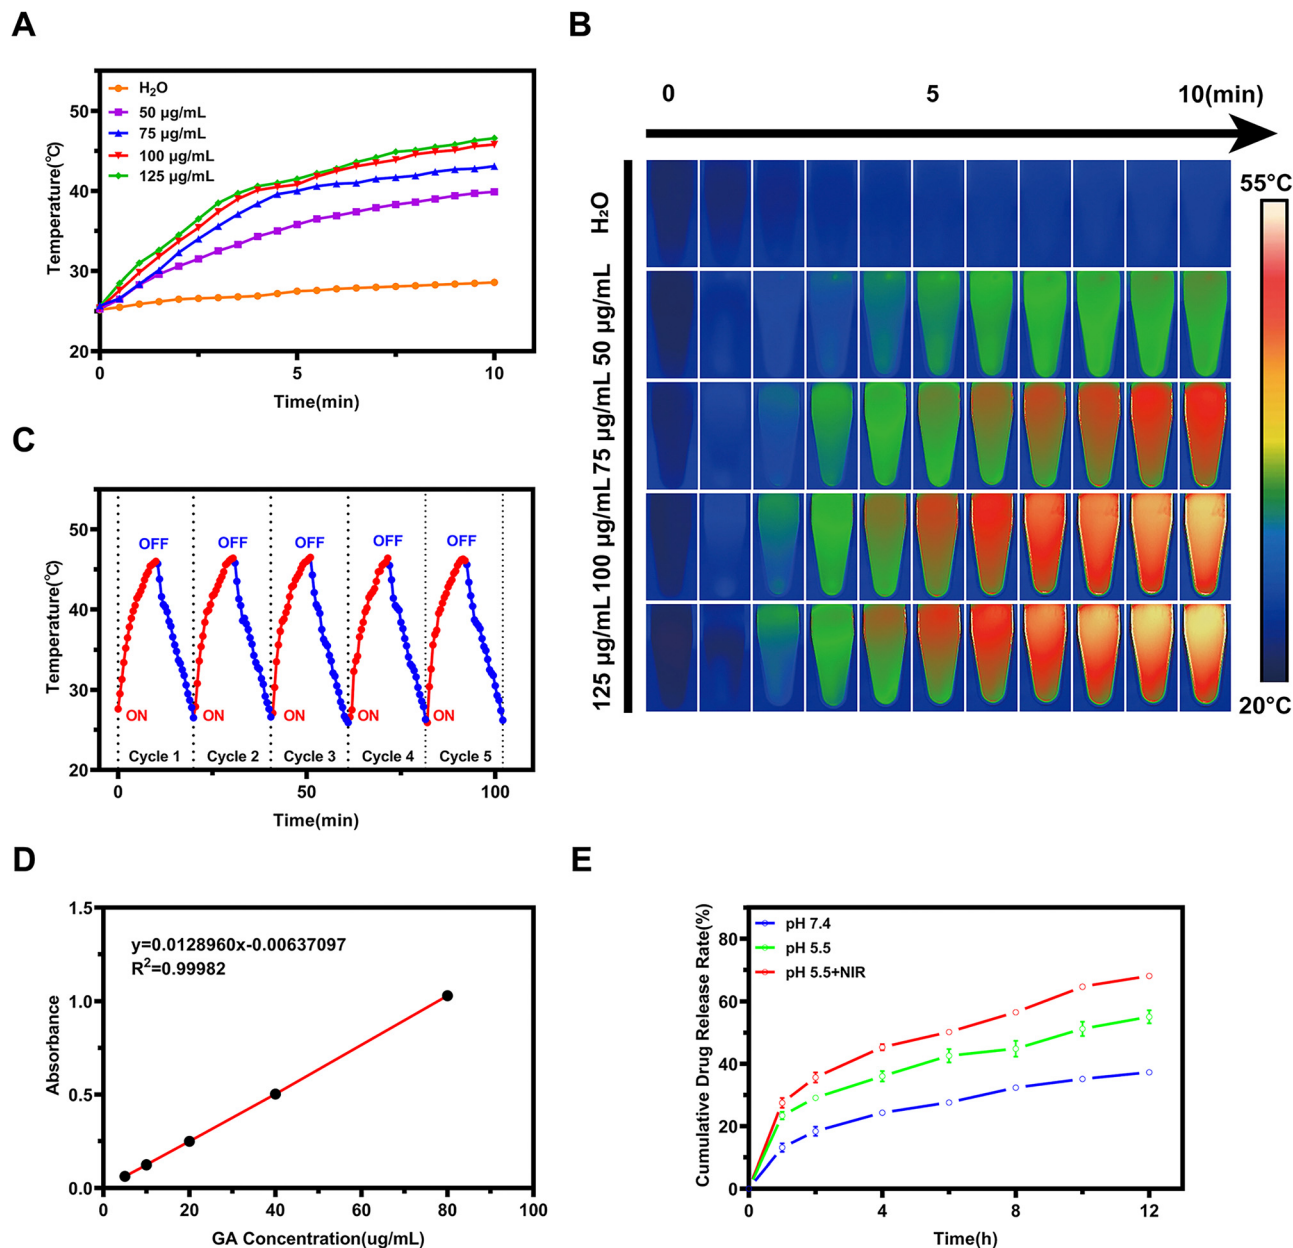 A
H₂O
50 µg/mL
75 µg/mL
100 µg/mL
125 µg/mL
Temperature(°C)
50
40
30
20
0
5
10
Time(min)
B
0
5
10(min)
H₂O
50 µg/mL
75 µg/mL
100 µg/mL
125 µg/mL
55°C
20°C
C
Temperature(°C)
50
40
30
20
OFF
OFF
OFF
OFF
OFF
ON
ON
ON
ON
ON
Cycle 1
Cycle 2
Cycle 3
Cycle 4
Cycle 5
0
50
100
Time(min)
D
Absorbance
1.5
1.0
0.5
0.0
y=0.0128960x-0.00637097
R²=0.99982
0
20
40
60
80
100
GA Concentration(ug/mL)
E
Cumulative Drug Release Rate(%)
80
60
40
20
0
pH 7.4
pH 5.5
pH 5.5+NIR
0
4
8
12
Time(h)